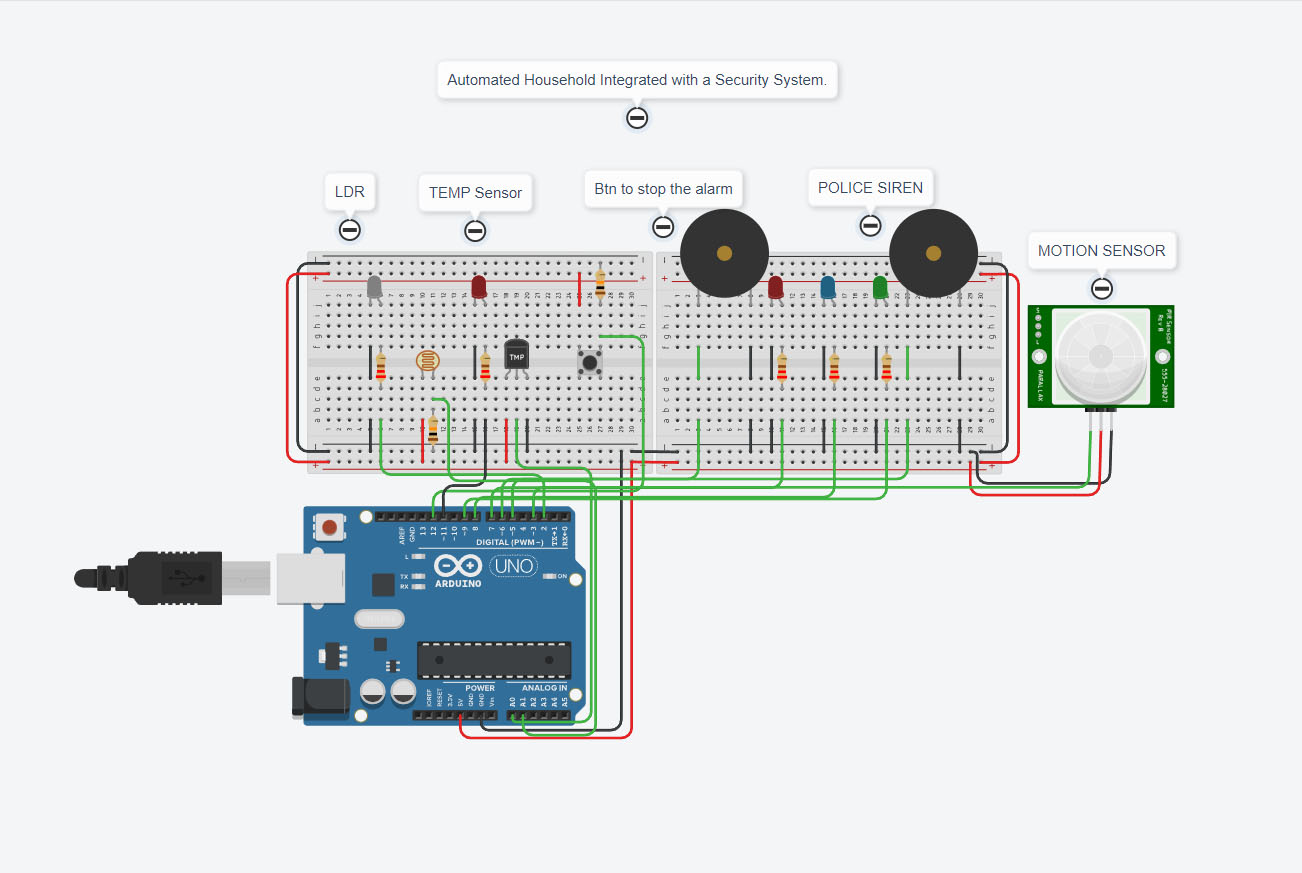 Automated Household Integrated with a Security System.
LDR
TEMP Sensor
Btn to stop the alarm
POLICE SIREN
MOTION SENSOR
TMP
PIR Sensor
Rev B
PARALLAX
555-28027
AREF
GND
13
12
~11
~10
~9
8
7
~6
~5
4
~3
2
TX→1
RX←0
DIGITAL (PWM~)
L
TX
RX
ARDUINO
UNO
ON
POWER
ANALOG IN
IOREF
RESET
3.3V
5V
GND
GND
Vin
A0
A1
A2
A3
A4
A5